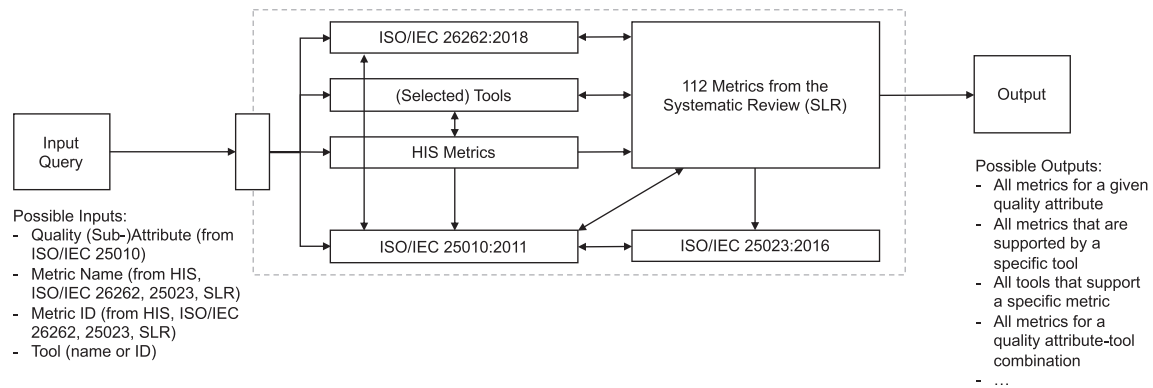 Input
Query
Possible Inputs:
- Quality (Sub-)Attribute (from
ISO/IEC 25010)
- Metric Name (from HIS,
ISO/IEC 26262, 25023, SLR)
- Metric ID (from HIS, ISO/IEC
26262, 25023, SLR)
- Tool (name or ID)
ISO/IEC 26262:2018
(Selected) Tools
HIS Metrics
ISO/IEC 25010:2011
112 Metrics from the
Systematic Review (SLR)
ISO/IEC 25023:2016
Output
Possible Outputs:
- All metrics for a given
quality attribute
- All metrics that are
supported by a
specific tool
- All tools that support
a specific metric
- All metrics for a
quality attribute-tool
combination
- ...